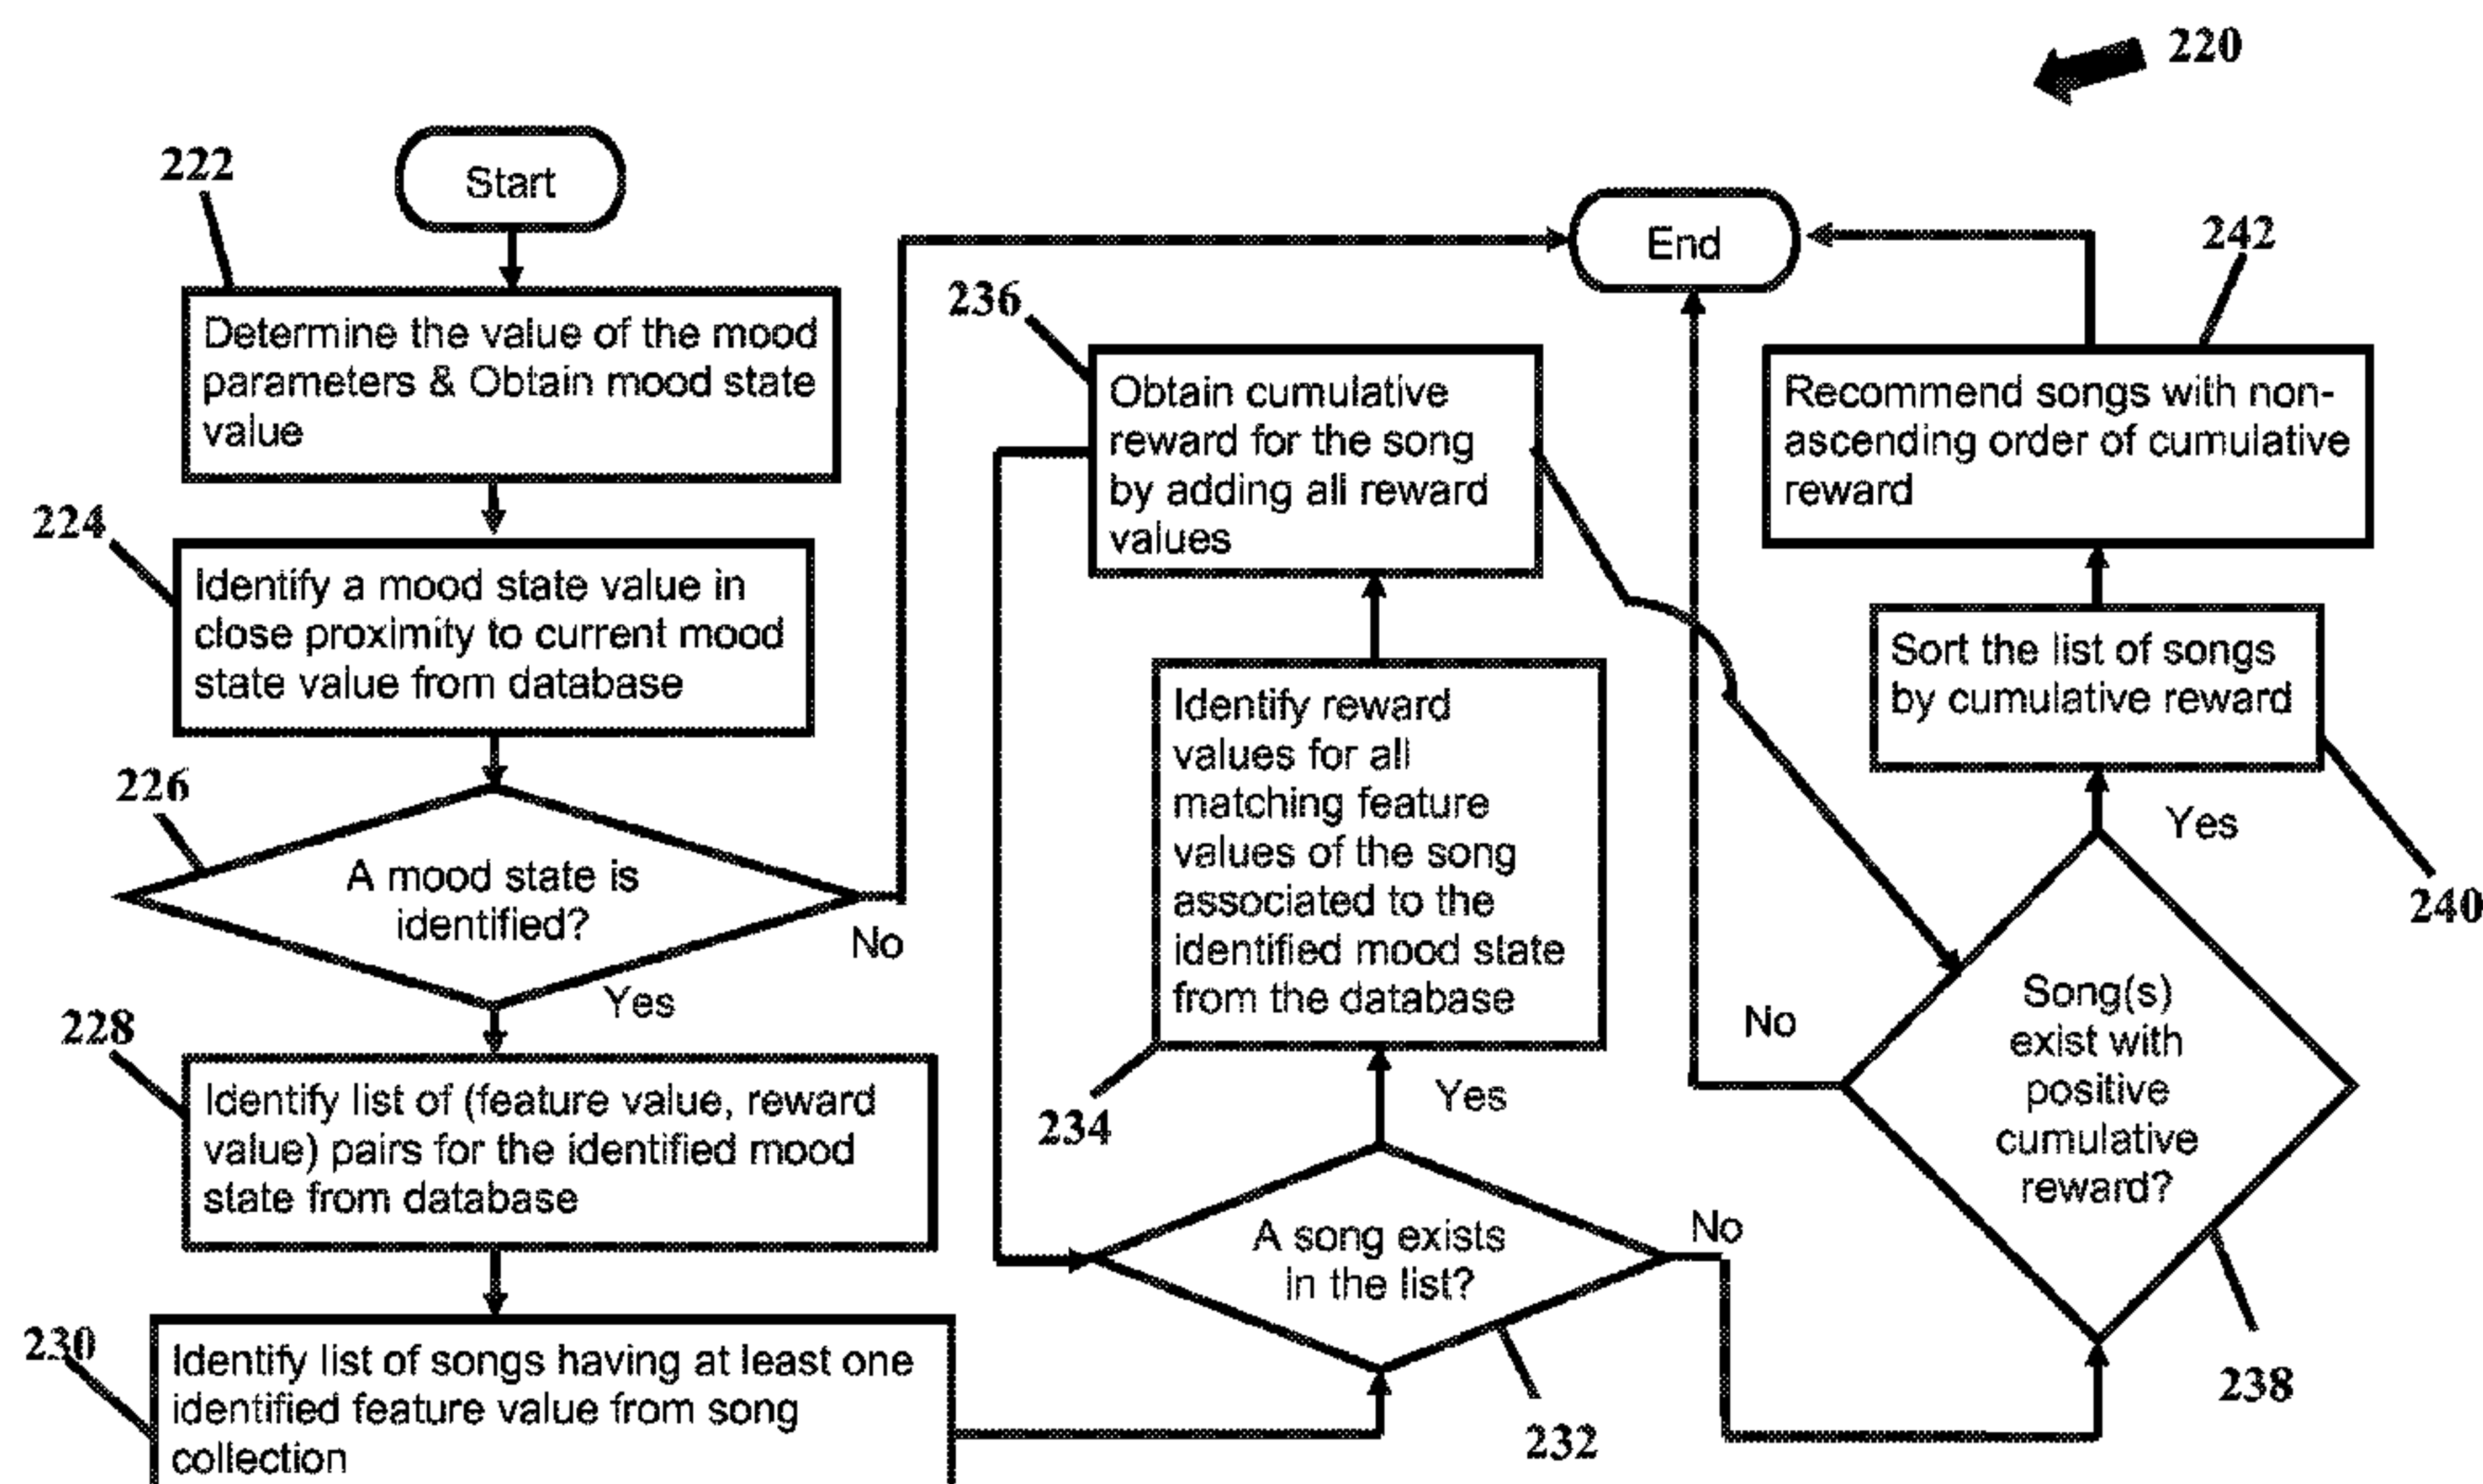 220
Start
222
Determine the value of the mood
parameters & Obtain mood state
value
224
Identify a mood state value in
close proximity to current mood
state value from database
226
A mood state is
identified?
No
Yes
228
Identify list of (feature value, reward
value) pairs for the identified mood
state from database
230
Identify list of songs having at least one
identified feature value from song
collection
End
236
Obtain cumulative
reward for the song
by adding all reward
values
Identify reward
values for all
matching feature
values of the song
associated to the
identified mood state
from the database
234
Yes
A song exists
in the list?
No
232
242
Recommend songs with non-
ascending order of cumulative
reward
Sort the list of songs
by cumulative reward
240
Yes
No
Song(s)
exist with
positive
cumulative
reward?
238